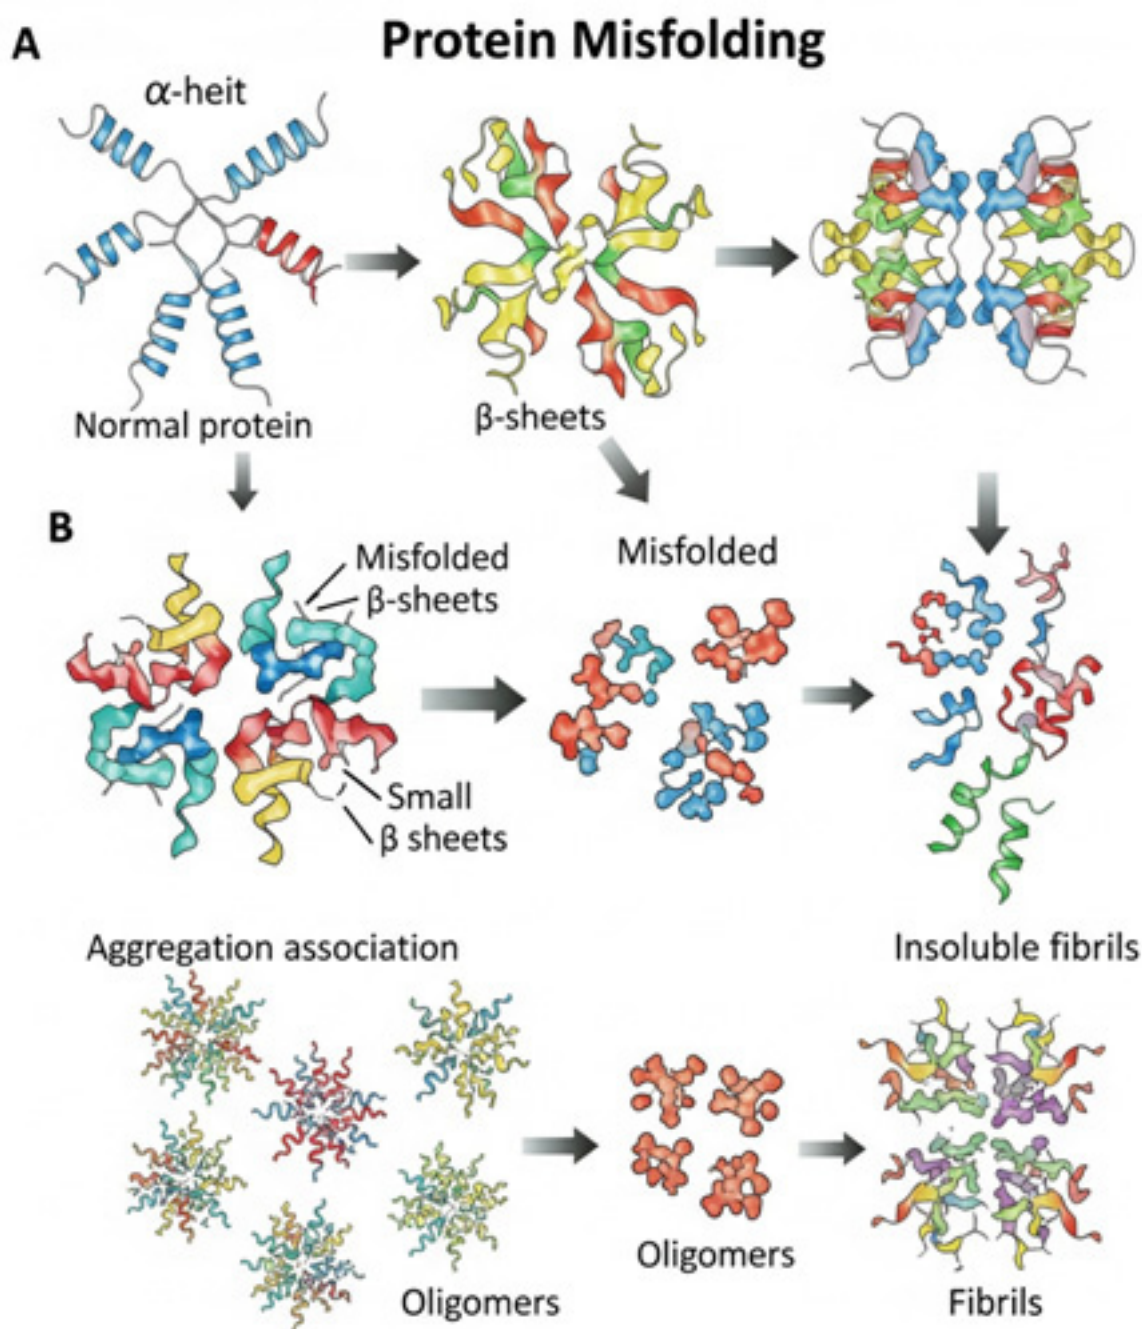 A
Protein Misfolding
α-heit
Normal protein
β-sheets
B
Misfolded
β-sheets
Misfolded
Small
β sheets
Aggregation association
Insoluble fibrils
Oligomers
Oligomers
Fibrils